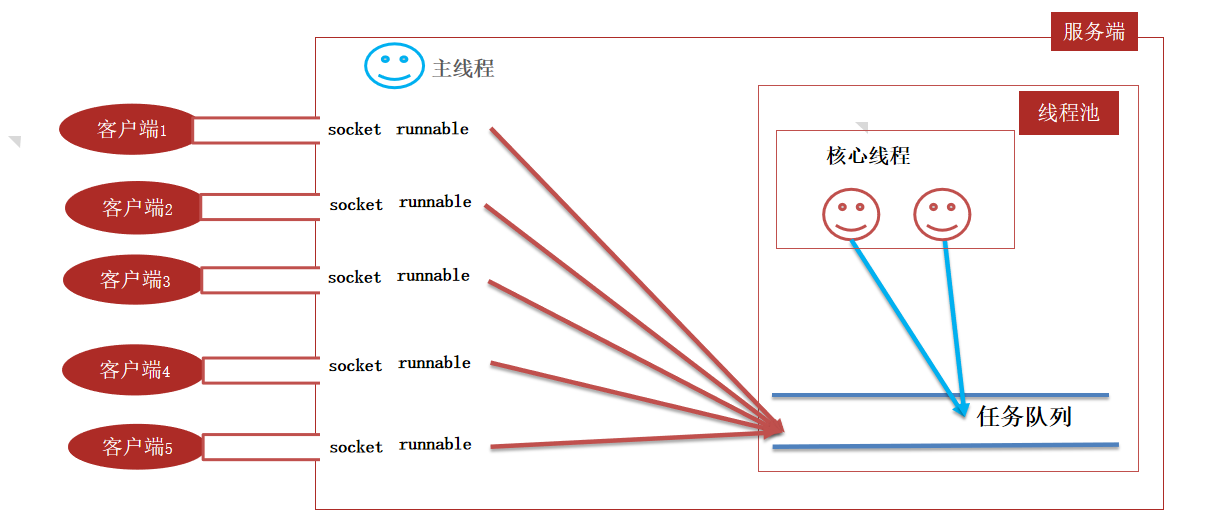 服务端
主线程
线程池
客户端1 socket runnable
核心线程
客户端2 socket runnable
客户端3 socket runnable
客户端4 socket runnable
任务队列
客户端5 socket runnable